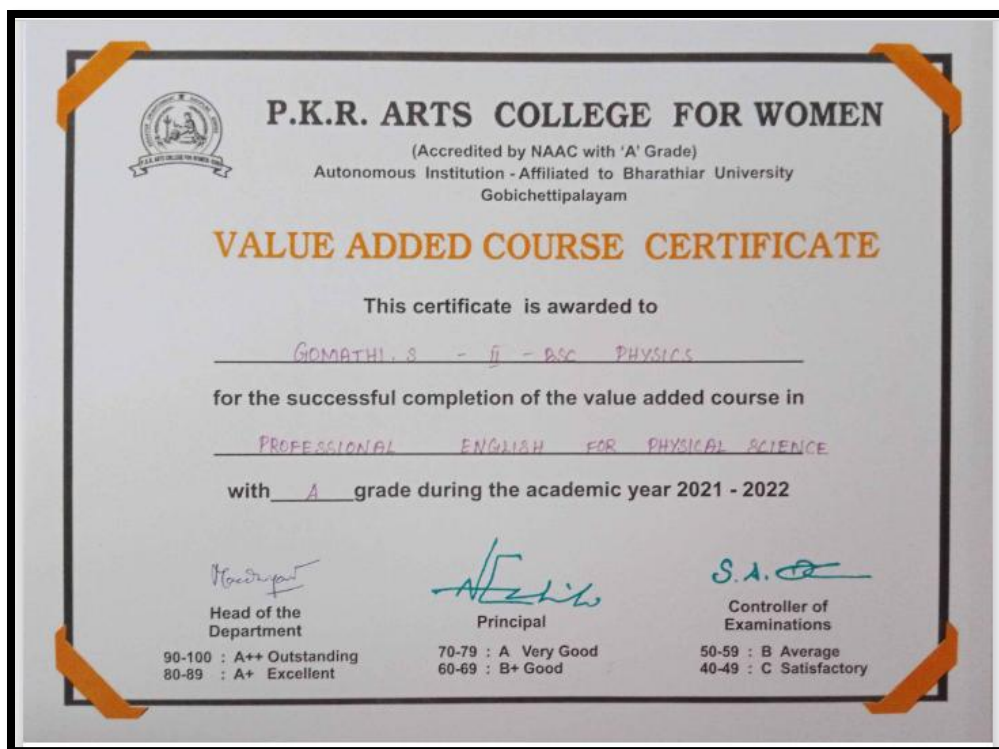 P.K.R. ARTS COLLEGE FOR WOMEN
(Accredited by NAAC with 'A' Grade)
Autonomous Institution - Affiliated to Bharathiar University
Gobichettipalayam
VALUE ADDED COURSE CERTIFICATE
This certificate is awarded to
GOMATHI. S - II - BSC PHYSICS
for the successful completion of the value added course in
PROFESSIONAL ENGLISH FOR PHYSICAL SCIENCE
with A grade during the academic year 2021 - 2022
S. A.
Head of the
Department
Principal
Controller of
Examinations
90-100 : A++ Outstanding
80-89 : A+ Excellent
70-79 : A Very Good
60-69 : B+ Good
50-59 : B Average
40-49 : C Satisfactory